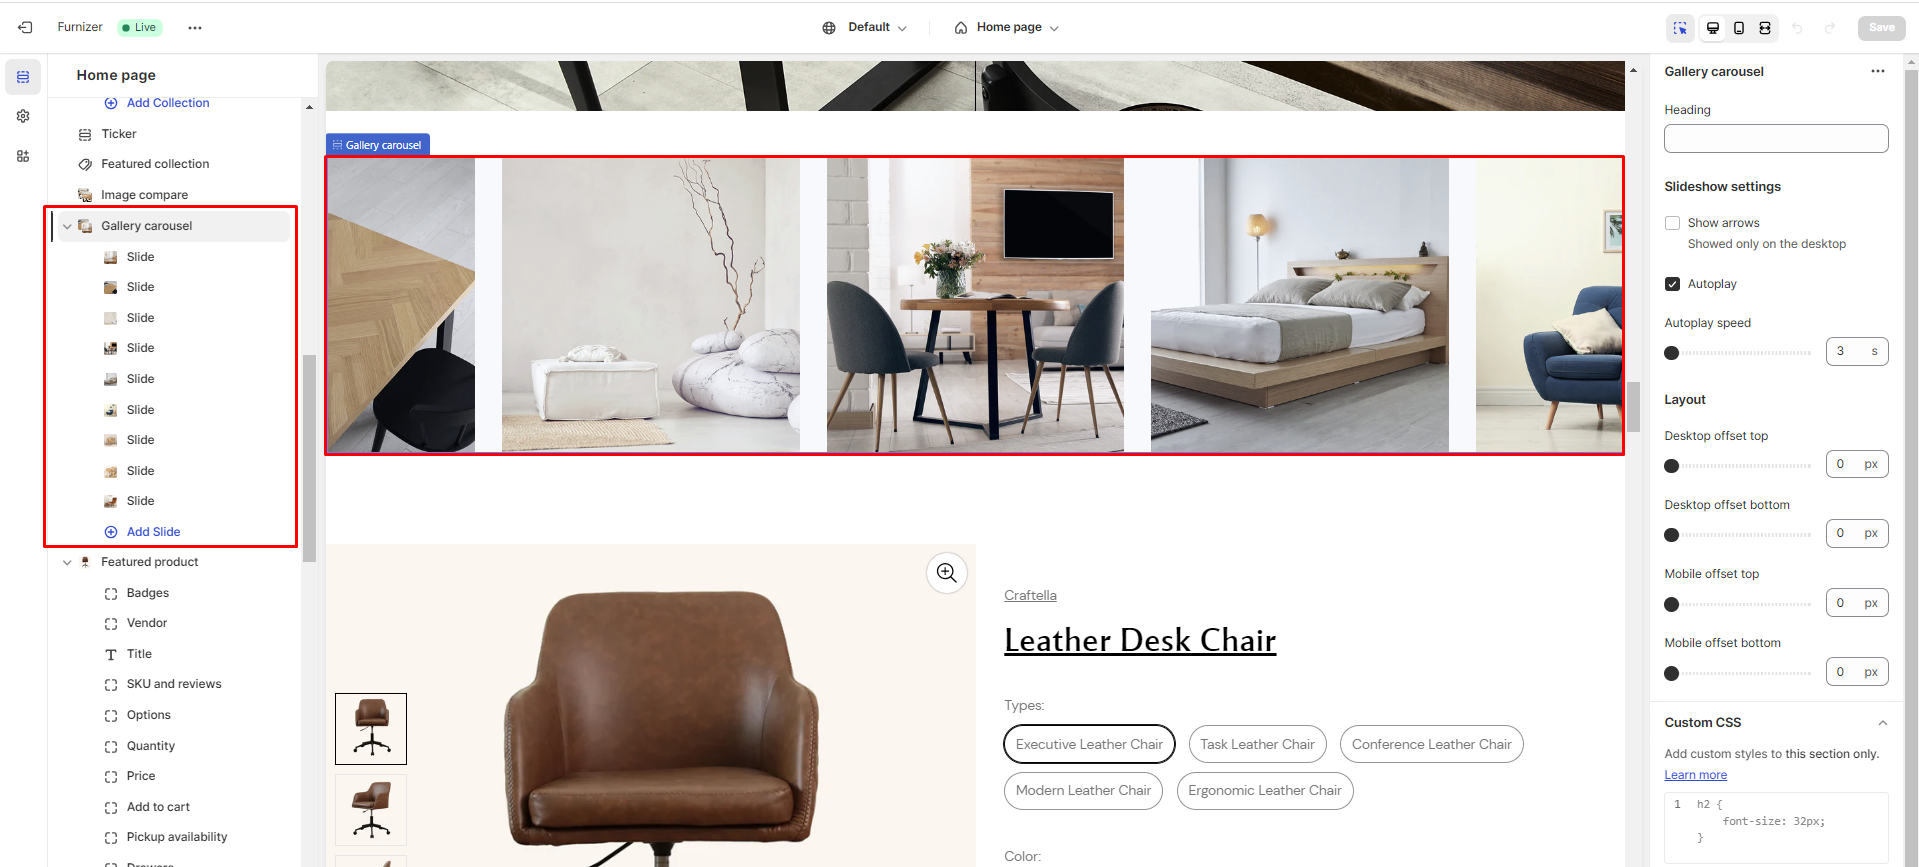 Furnizer
Live
Default
Home page
Save
Home page
Add Collection
Ticker
Featured collection
Image compare
Gallery carousel
Slide
Slide
Slide
Slide
Slide
Slide
Slide
Slide
Slide
Add Slide
Featured product
Badges
Vendor
Title
SKU and reviews
Options
Quantity
Price
Add to cart
Pickup availability
Gallery carousel
Craftella
Leather Desk Chair
Types:
Executive Leather Chair
Task Leather Chair
Conference Leather Chair
Modern Leather Chair
Ergonomic Leather Chair
Color:
Gallery carousel
Heading
Slideshow settings
Show arrows
Showed only on the desktop
Autoplay
Autoplay speed
3 s
Layout
Desktop offset top
0 px
Desktop offset bottom
0 px
Mobile offset top
0 px
Mobile offset bottom
0 px
Custom CSS
Add custom styles to this section only.
Learn more
1 h2 {
font-size: 32px;
}